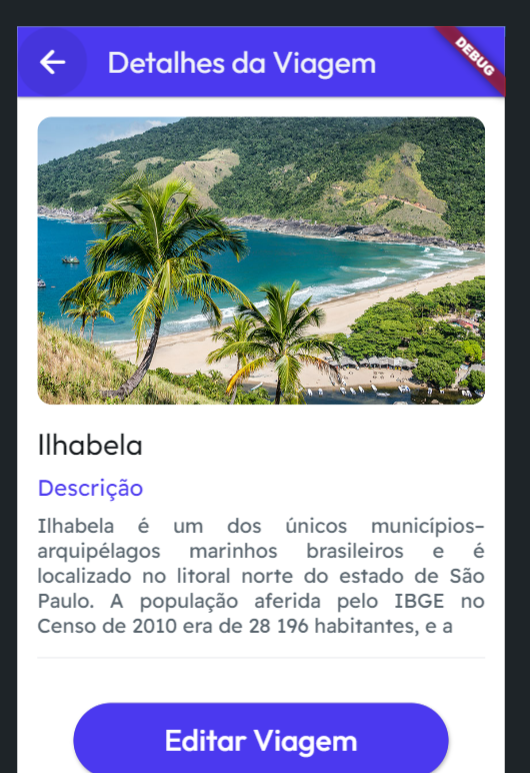 Detalhes da Viagem
DEBUG
Ilhabela
Descrição
Ilhabela é um dos únicos municípios–
arquipélagos marinhos brasileiros e é
localizado no litoral norte do estado de São
Paulo. A população aferida pelo IBGE no
Censo de 2010 era de 28 196 habitantes, e a
Editar Viagem